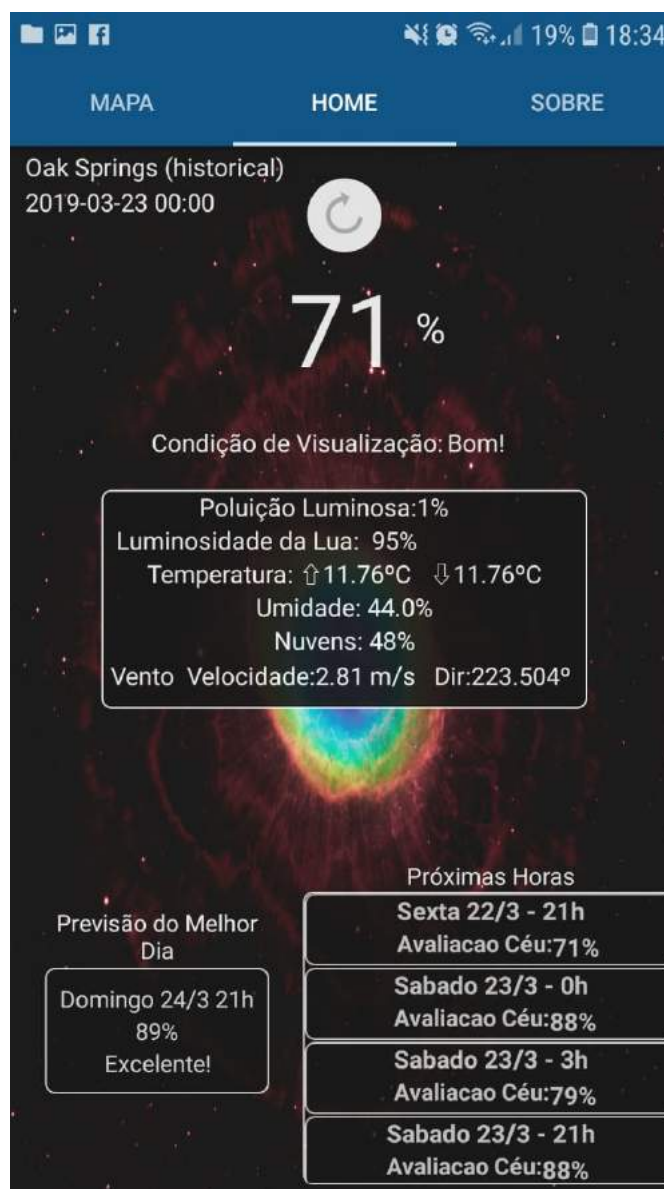 19% 18:34
MAPA HOME SOBRE
Oak Springs (historical)
2019-03-23 00:00
71 %
Condição de Visualização: Bom!
Poluição Luminosa:1%
Luminosidade da Lua: 95%
Temperatura: ⇧11.76ºC ⇩11.76ºC
Umidade: 44.0%
Nuvens: 48%
Vento Velocidade:2.81 m/s Dir:223.504º
Previsão do Melhor
Dia
Domingo 24/3 21h
89%
Excelente!
Próximas Horas
Sexta 22/3 - 21h
Avaliacao Céu:71%
Sabado 23/3 - 0h
Avaliacao Céu:88%
Sabado 23/3 - 3h
Avaliacao Céu:79%
Sabado 23/3 - 21h
Avaliacao Céu:88%